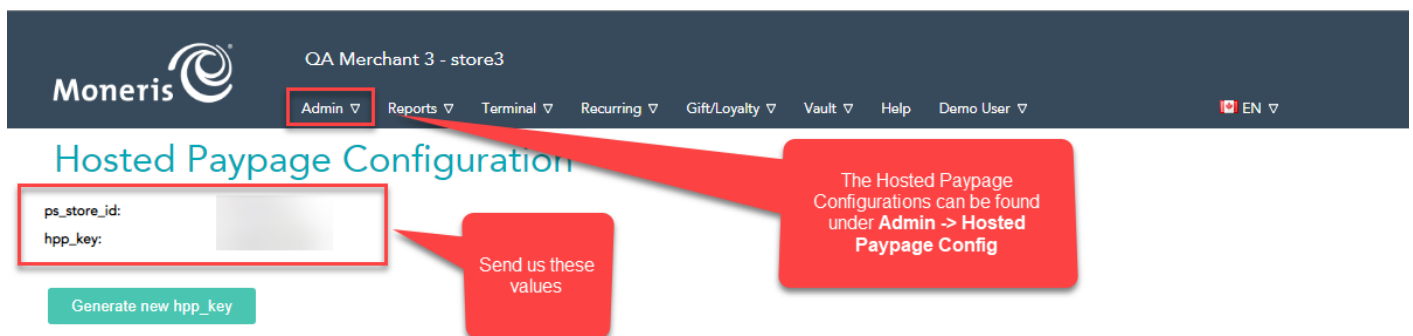 QA Merchant 3 - store3
Moneris
Admin ▽ Reports ▽ Terminal ▽ Recurring ▽ Gift/Loyalty ▽ Vault ▽ Help Demo User ▽ EN ▽
Hosted Paypage Configuration
ps_store_id:
hpp_key:
Generate new hpp_key
Send us these
values
The Hosted Paypage
Configurations can be found
under Admin -> Hosted
Paypage Config